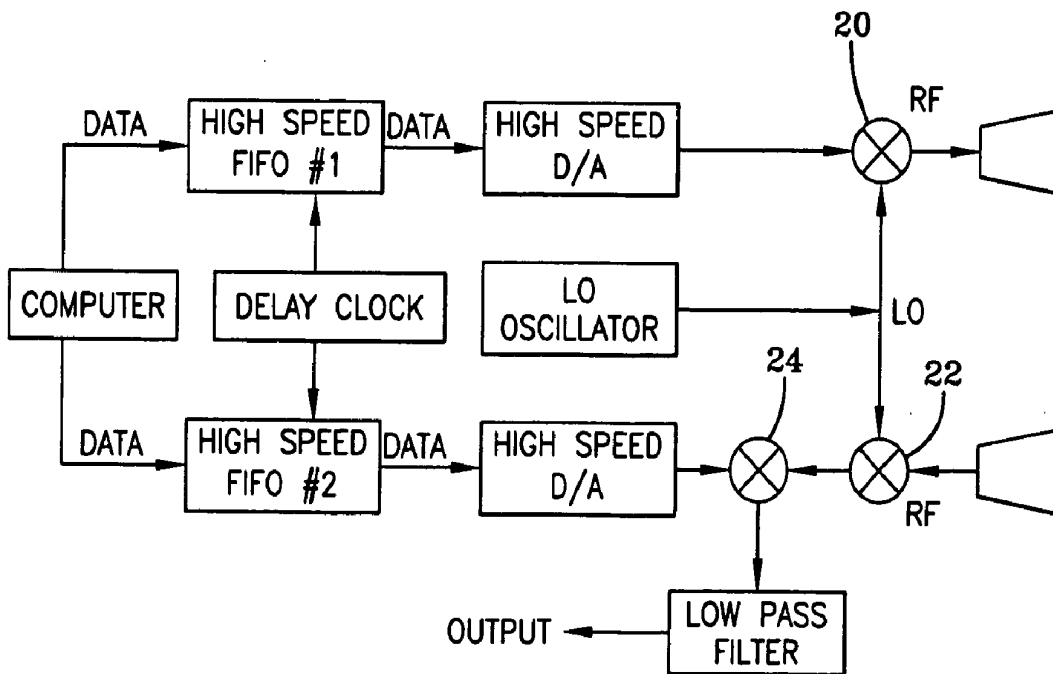 20
RF
DATA
HIGH SPEED
FIFO #1
DATA
HIGH SPEED
D/A
COMPUTER
DELAY CLOCK
LO
OSCILLATOR
LO
24
22
DATA
HIGH SPEED
FIFO #2
DATA
HIGH SPEED
D/A
RF
LOW PASS
FILTER
OUTPUT